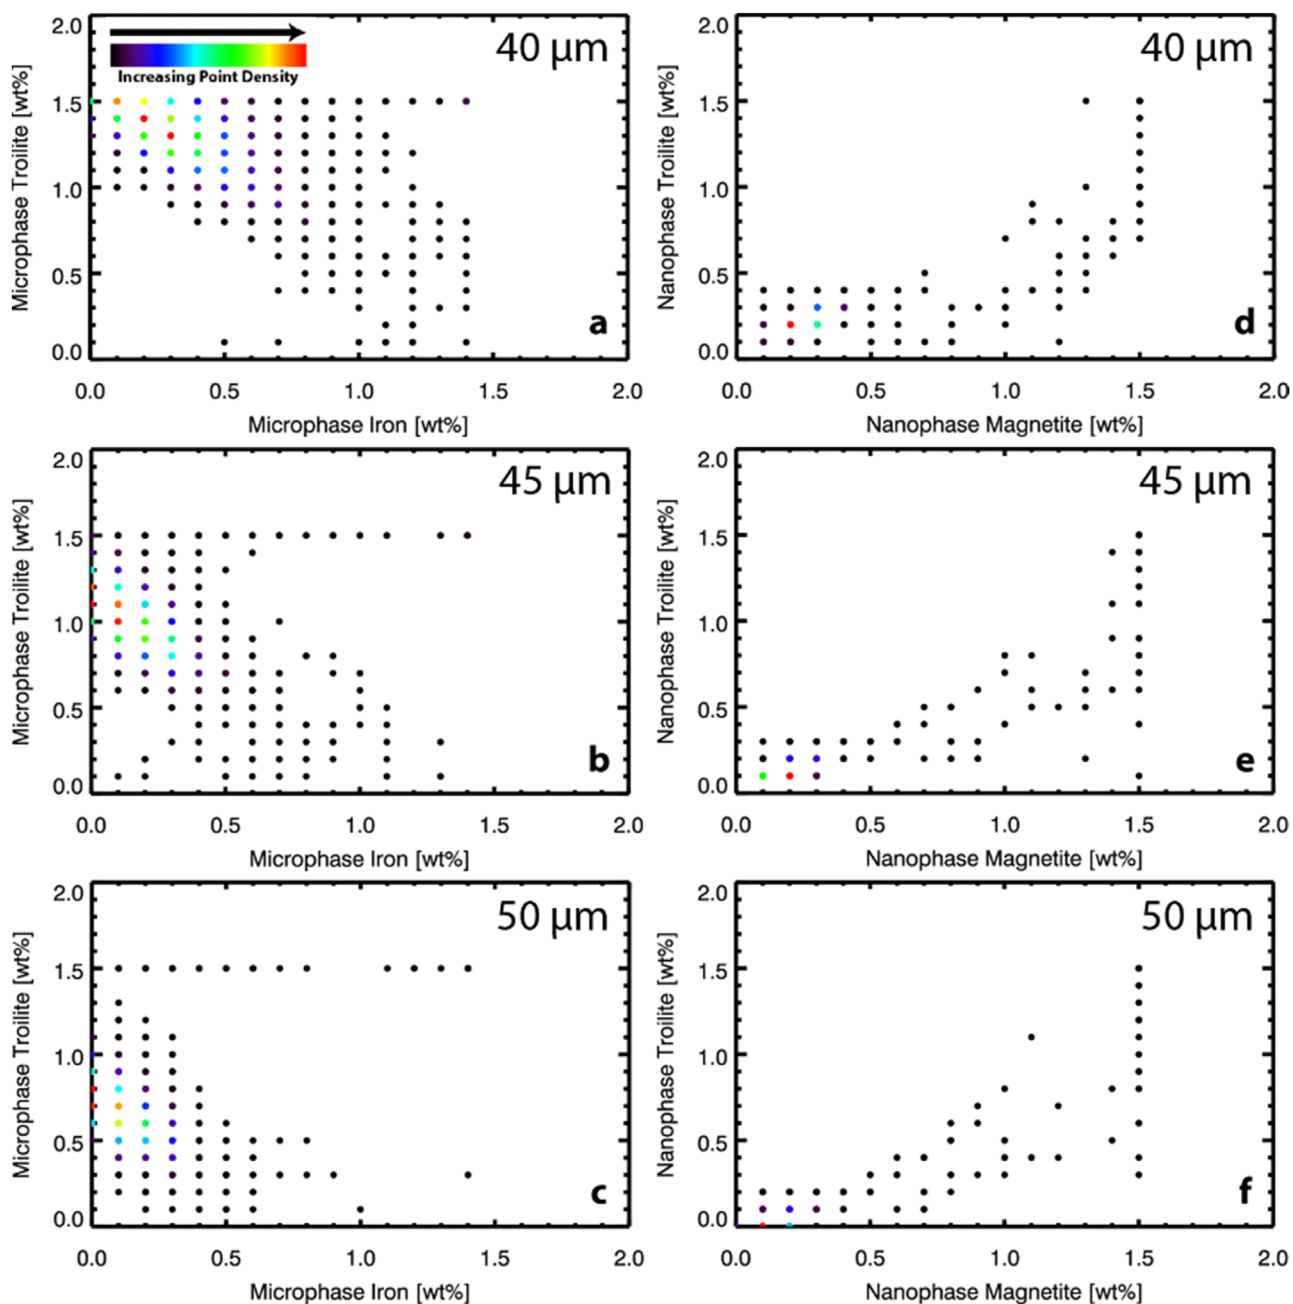 2.0
1.5
1.0
0.5
0.0
Microphase Troilite [wt%]
Increasing Point Density
40 μm
a
0.0 0.5 1.0 1.5 2.0
Microphase Iron [wt%]
2.0
1.5
1.0
0.5
0.0
Nanophase Troilite [wt%]
40 μm
d
0.0 0.5 1.0 1.5 2.0
Nanophase Magnetite [wt%]
2.0
1.5
1.0
0.5
0.0
Microphase Troilite [wt%]
45 μm
b
0.0 0.5 1.0 1.5 2.0
Microphase Iron [wt%]
2.0
1.5
1.0
0.5
0.0
Nanophase Troilite [wt%]
45 μm
e
0.0 0.5 1.0 1.5 2.0
Nanophase Magnetite [wt%]
2.0
1.5
1.0
0.5
0.0
Microphase Troilite [wt%]
50 μm
c
0.0 0.5 1.0 1.5 2.0
Microphase Iron [wt%]
2.0
1.5
1.0
0.5
0.0
Nanophase Troilite [wt%]
50 μm
f
0.0 0.5 1.0 1.5 2.0
Nanophase Magnetite [wt%]